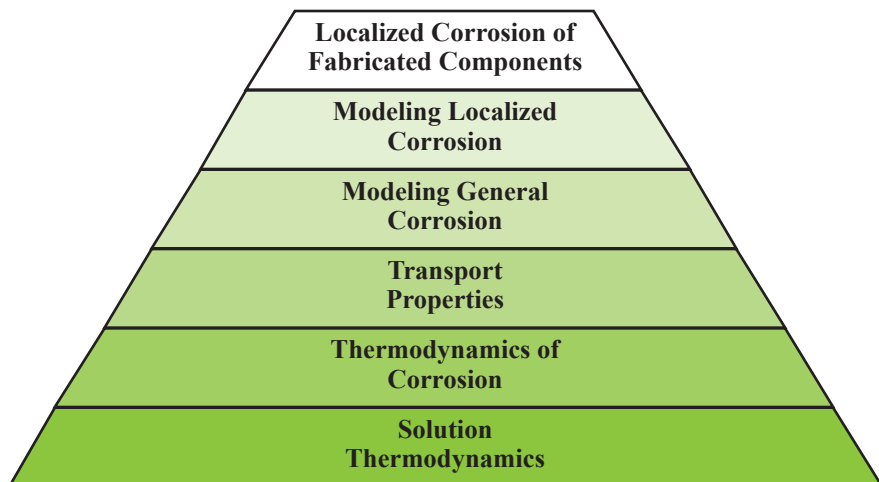 Localized Corrosion of
Fabricated Components
Modeling Localized
Corrosion
Modeling General
Corrosion
Transport
Properties
Thermodynamics of
Corrosion
Solution
Thermodynamics